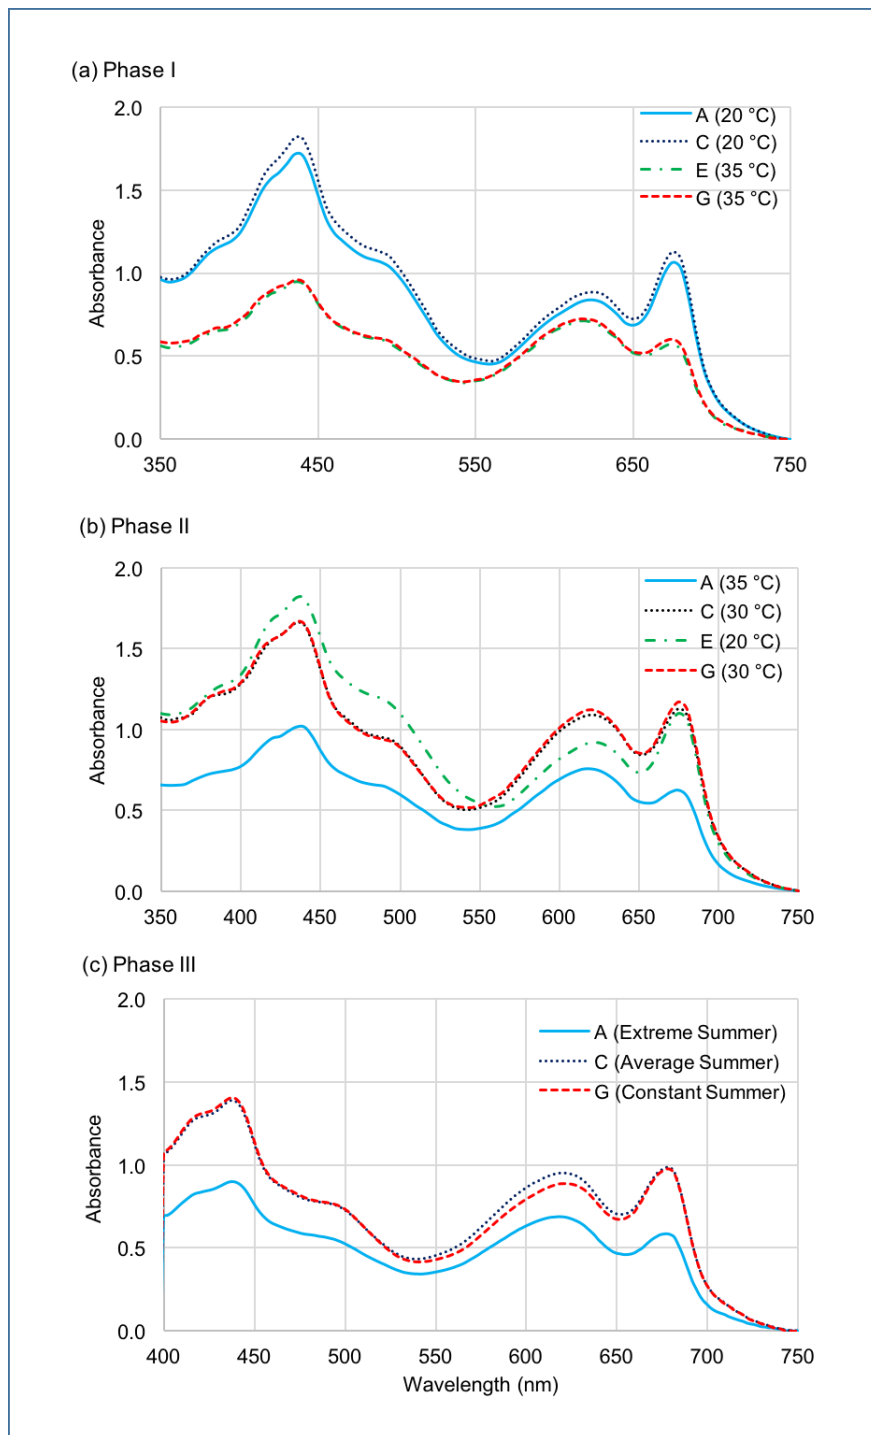 (a) Phase I
2.0
A (20 °C)
C (20 °C)
1.5
E (35 °C)
G (35 °C)
Absorbance
1.0
0.5
0.0
350 450 550 650 750
(b) Phase II
2.0
A (35 °C)
C (30 °C)
1.5
E (20 °C)
G (30 °C)
Absorbance
1.0
0.5
0.0
350 400 450 500 550 600 650 700 750
(c) Phase III
2.0
A (Extreme Summer)
C (Average Summer)
1.5
G (Constant Summer)
Absorbance
1.0
0.5
0.0
400 450 500 550 600 650 700 750
Wavelength (nm)